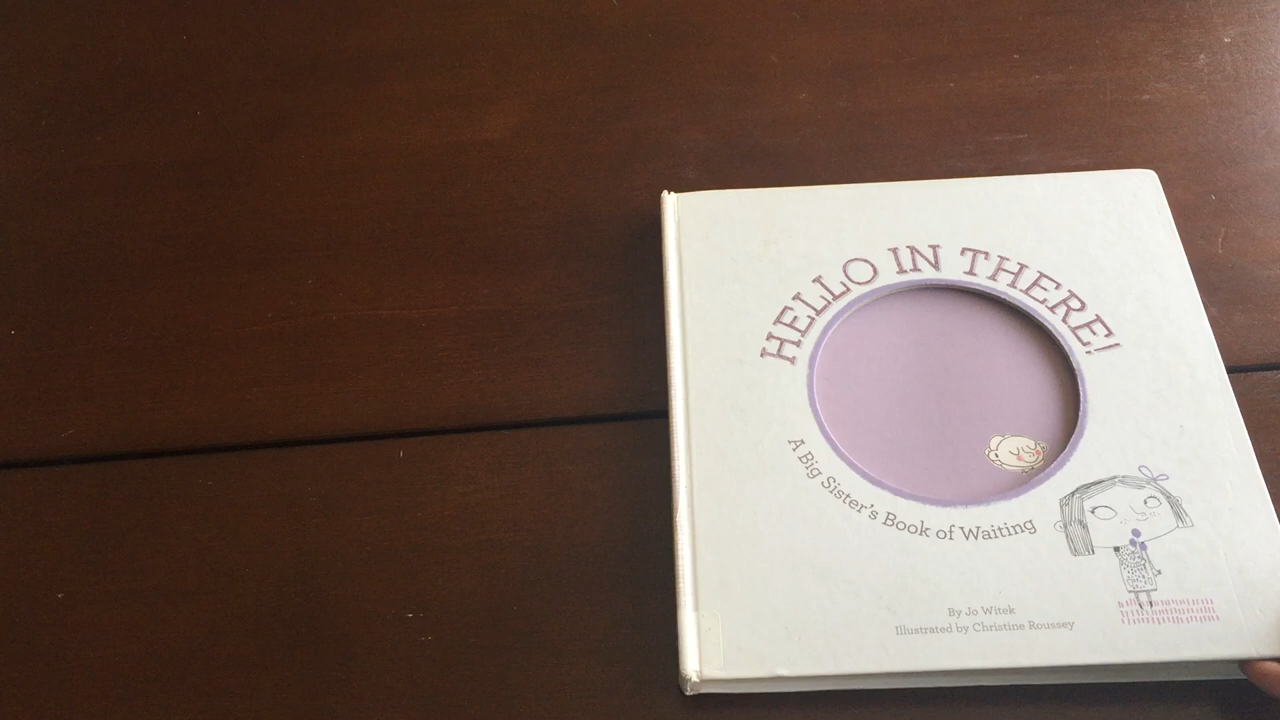 HELLO IN THERE!
A Big Sister's Book of Waiting
By Jo Witek
Illustrated by Christine Roussey